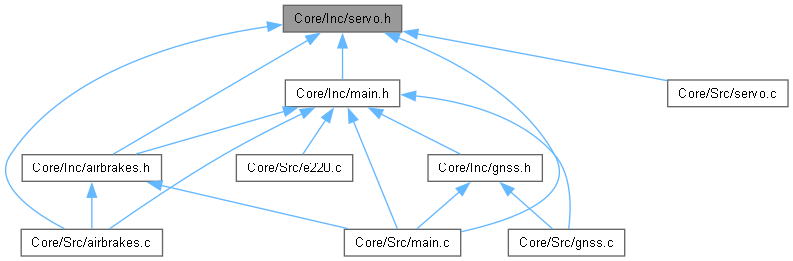 Core/Inc/servo.h
Core/Inc/main.h
Core/Src/servo.c
Core/Inc/airbrakes.h
Core/Src/e220.c
Core/Inc/gnss.h
Core/Src/airbrakes.c
Core/Src/main.c
Core/Src/gnss.c